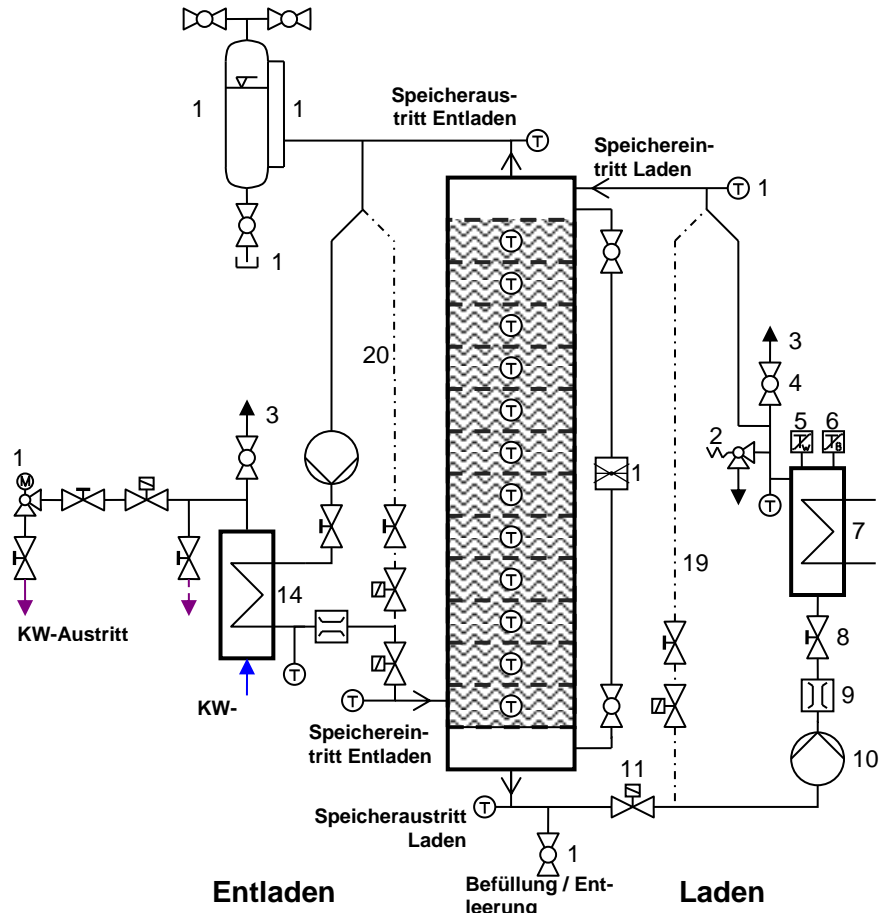 1
1
Speicheraus-
tritt Entladen
T
Speicherein-
tritt Laden
T
1
1
T
T
T
T
T
T
T
T
T
T
T
T
20
3
4
3
5
6
T W
T B
2
1
M
1
T
7
14
19
KW-Austritt
8
T
9
KW-
T
Speicherein-
tritt Entladen
10
11
T
Speicheraustritt
Laden
1
Entladen
Befüllung / Ent-
leerung
Laden